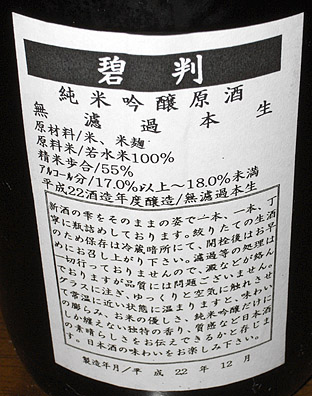 碧判
純米吟醸原酒
無濾過本生
原材料/米、米麹
原料米/若水米100%
精米歩合/55%
アルコール分/17.0%以上~18.0%未満
平成22酒造年度醸造/無濾過本生
新酒の雫をそのままの姿で一本、一本、丁
寧に瓶詰めしております。絞りたての生酒
のため保存は冷蔵暗所にて、開栓後はお早
めにお召し上がり下さい。濾過等の処理は
一切行っておりませんので、澱などが絡ん
でおりますが品質には問題ございません。
グラスに注ぎ、ゆっくりと空気に触れさせ
て常温に近い状態に温まりますと、味わい
の膨らみ、お米の優しさ、純米吟醸だけに
しか備えない独特の香り、質感など日本酒
の素晴らしさをお伝えできるかと存じま
す。日本酒の味わいをお楽しみ下さい。
製造年月/平成22年12月